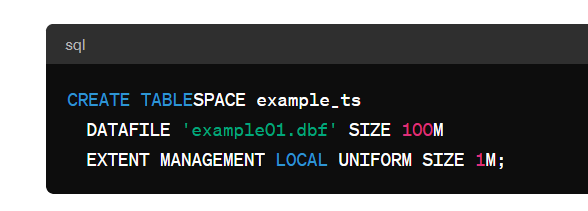 sql
CREATE TABLESPACE example_ts
DATAFILE 'example01.dbf' SIZE 100M
EXTENT MANAGEMENT LOCAL UNIFORM SIZE 1M;